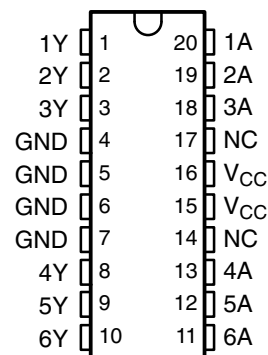 1Y 1 20 1A
2Y 2 19 2A
3Y 3 18 3A
GND 4 17 NC
GND 5 16 VCC
GND 6 15 VCC
GND 7 14 NC
4Y 8 13 4A
5Y 9 12 5A
6Y 10 11 6A